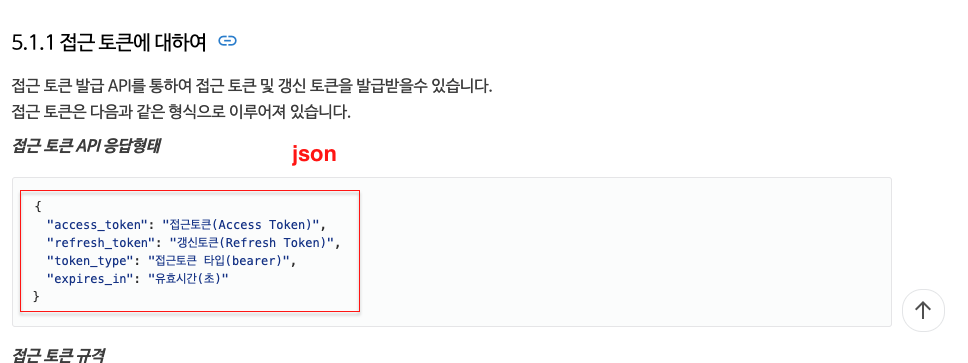 5.1.1 접근 토큰에 대하여
접근 토큰 발급 API를 통하여 접근 토큰 및 갱신 토큰을 발급받을수 있습니다.
접근 토큰은 다음과 같은 형식으로 이루어져 있습니다.
접근 토큰 API 응답형태
json
{
"access_token": "접근토큰(Access Token)",
"refresh_token": "갱신토큰(Refresh Token)",
"token_type": "접근토큰 타입(bearer)",
"expires_in": "유효시간(초)"
}
접근 토큰 규격